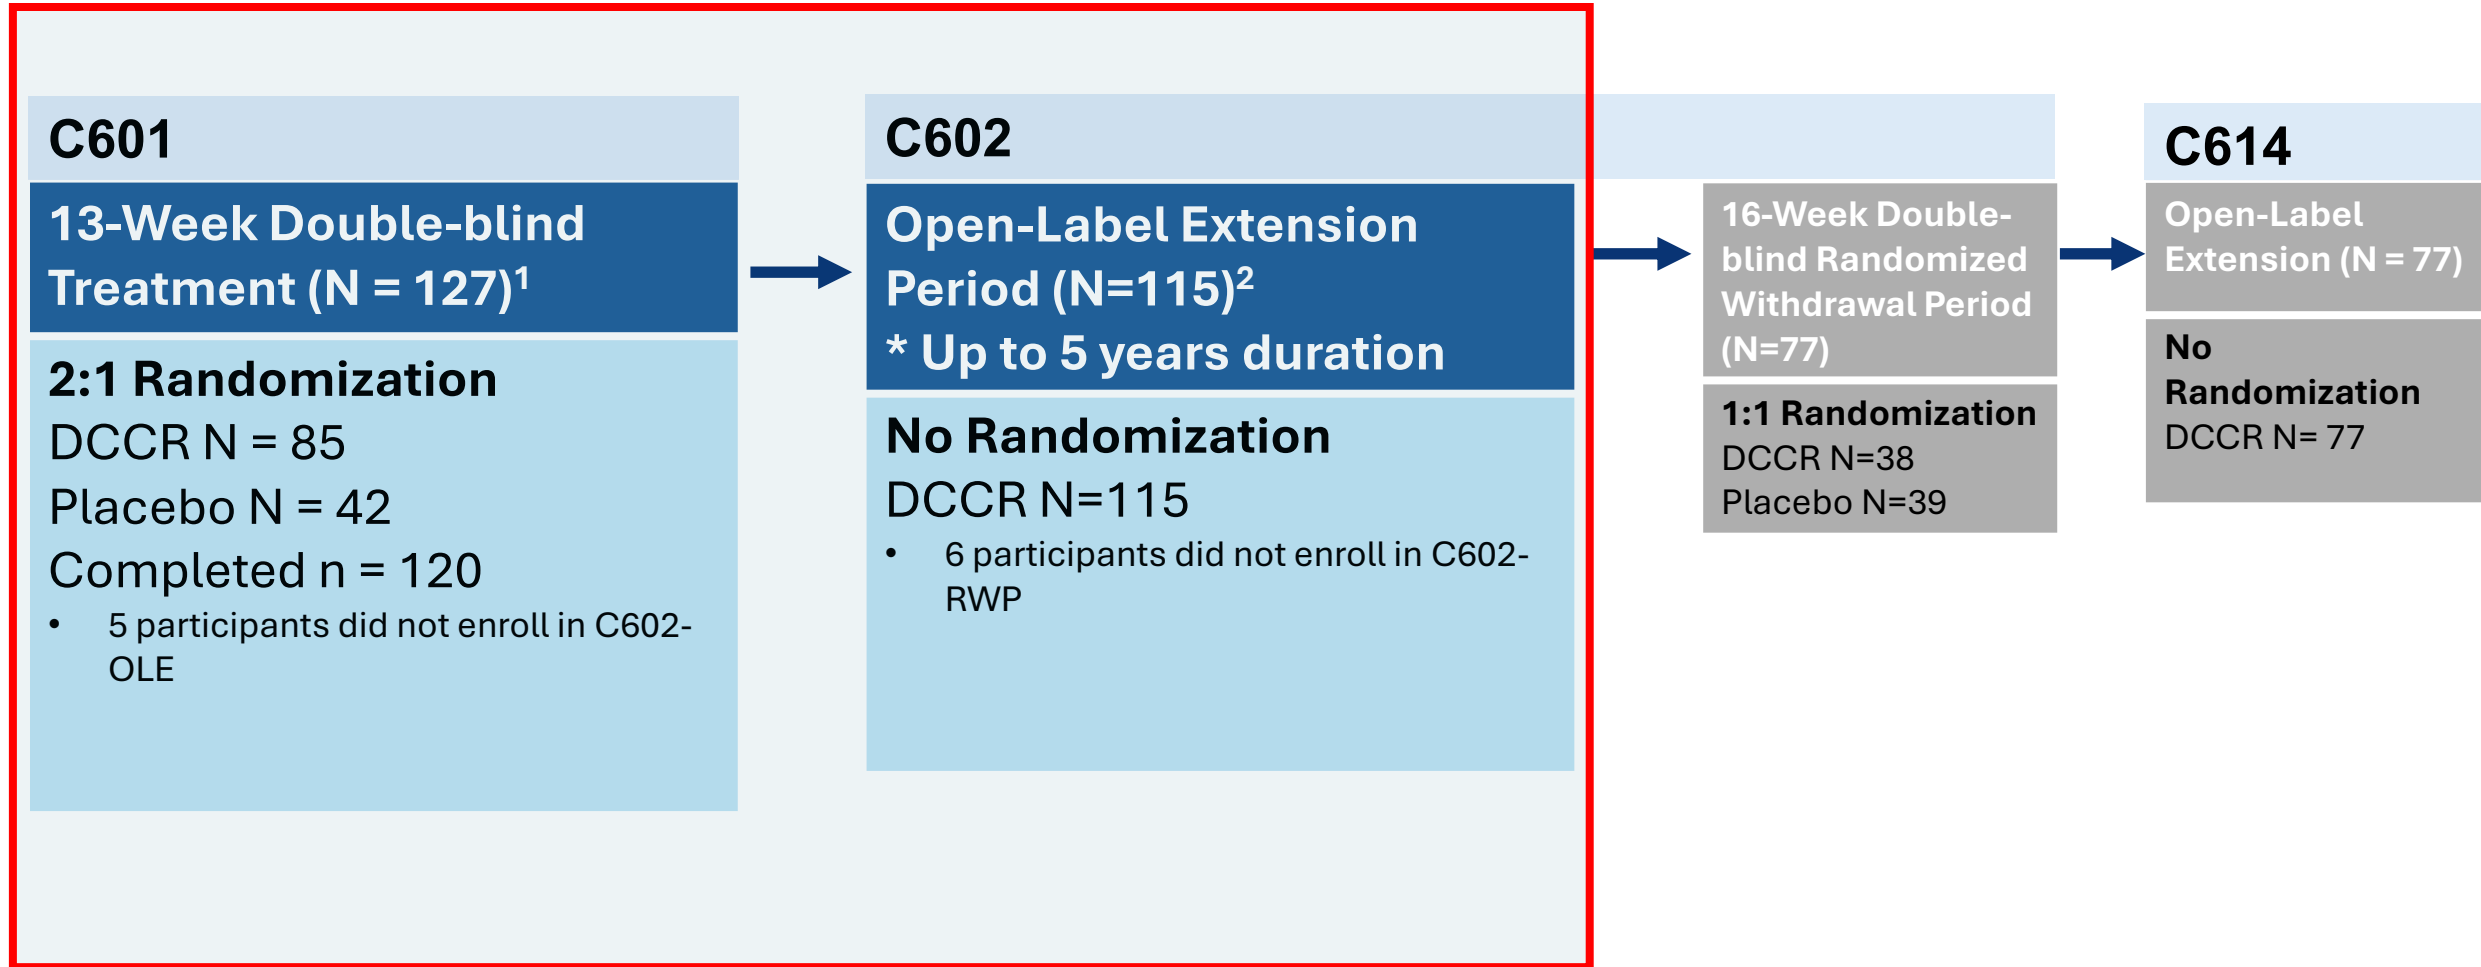 C601
13-Week Double-blind
Treatment (N = 127)¹
2:1 Randomization
DCCR N = 85
Placebo N = 42
Completed n = 120
• 5 participants did not enroll in C602-
OLE
C602
Open-Label Extension
Period (N=115)²
* Up to 5 years duration
No Randomization
DCCR N=115
• 6 participants did not enroll in C602-
RWP
16-Week Double-
blind Randomized
Withdrawal Period
(N=77)
1:1 Randomization
DCCR N=38
Placebo N=39
C614
Open-Label
Extension (N = 77)
No
Randomization
DCCR N= 77